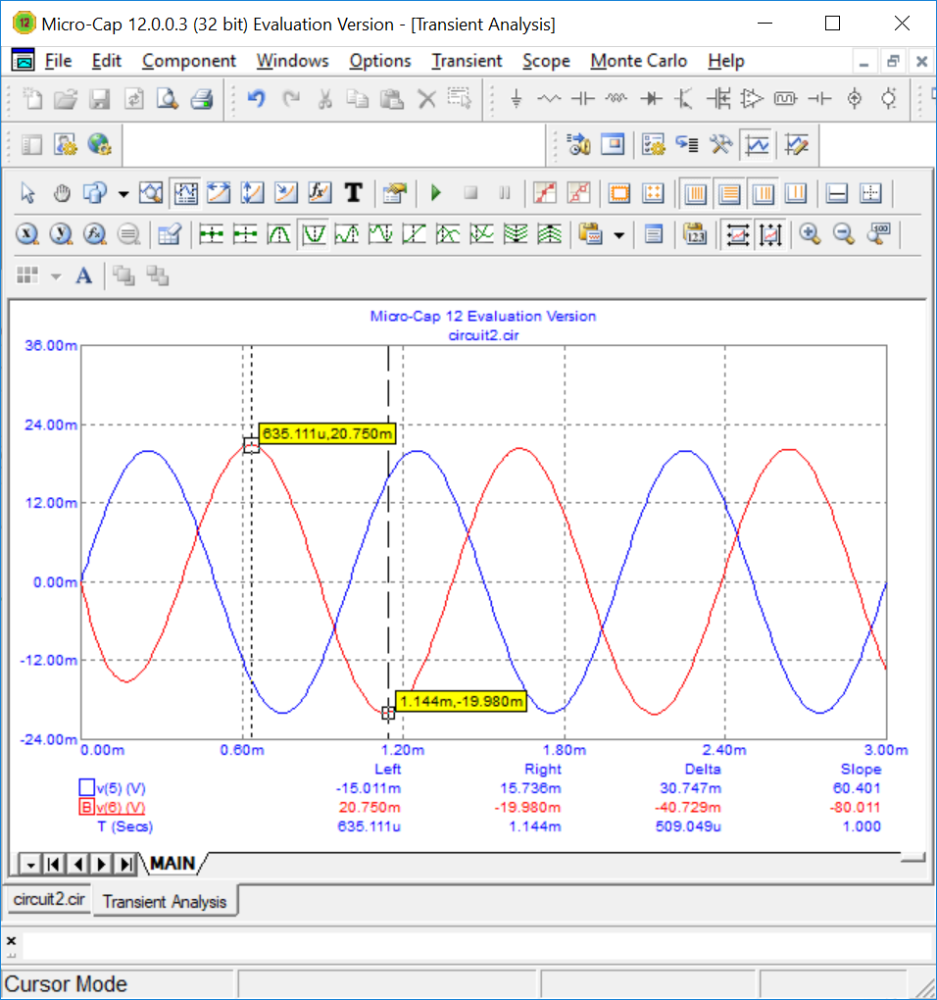 12 Micro-Cap 12.0.0.3 (32 bit) Evaluation Version - [Transient Analysis]
File Edit Component Windows Options Transient Scope Monte Carlo Help
T
X Y fx 123 100
A
Micro-Cap 12 Evaluation Version
circuit2.cir
36.00m
24.00m
635.111u,20.750m
12.00m
0.00m
-12.00m
1.144m,-19.980m
-24.00m
0.00m 0.60m 1.20m 1.80m 2.40m 3.00m
Left Right Delta Slope
v(5) (V) -15.011m 15.736m 30.747m 60.401
B v(6) (V) 20.750m -19.980m -40.729m -80.011
T (Secs) 635.111u 1.144m 509.049u 1.000
MAIN
circuit2.cir Transient Analysis
Cursor Mode